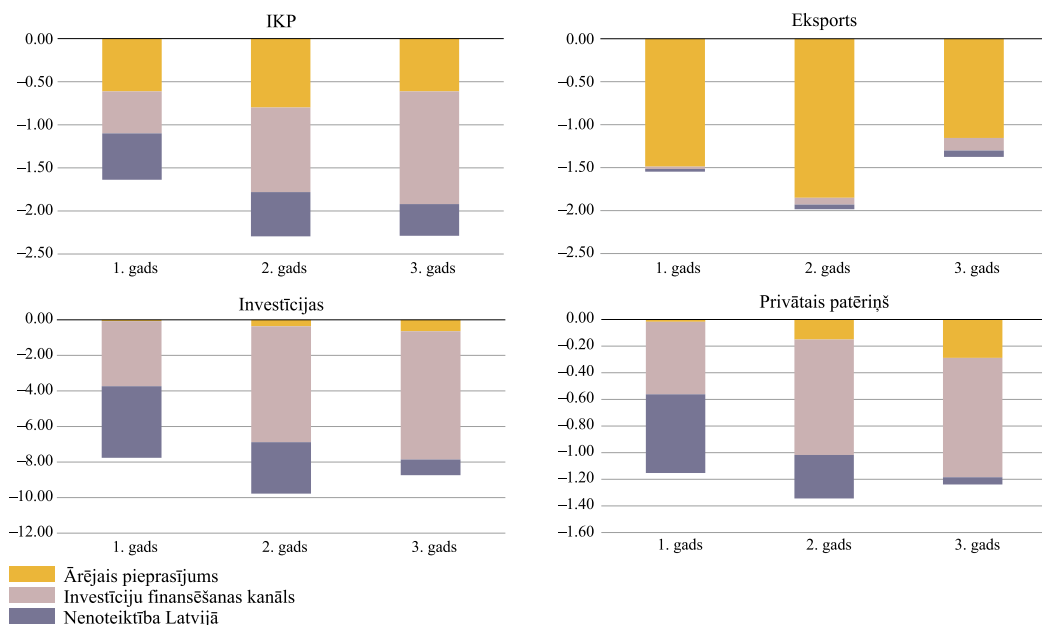 IKP
0.00
–0.50
–1.00
–1.50
–2.00
–2.50
1. gads 2. gads 3. gads
Eksports
0.00
–0.50
–1.00
–1.50
–2.00
–2.50
1. gads 2. gads 3. gads
Investīcijas
0.00
–2.00
–4.00
–6.00
–8.00
–10.00
–12.00
1. gads 2. gads 3. gads
Privātais patēriņš
–0.00
–0.20
–0.40
–0.60
–0.80
–1.00
–1.20
–1.40
–1.60
1. gads 2. gads 3. gads
Ārējais pieprasījums
Investīciju finansēšanas kanāls
Nenoteiktība Latvijā